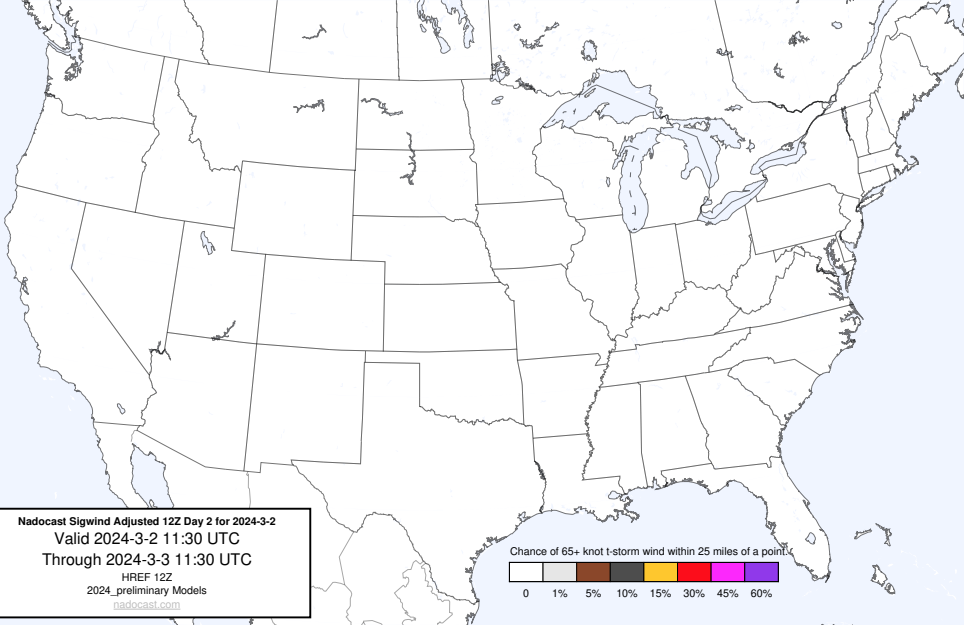 Nadocast Sigwind Adjusted 12Z Day 2 for 2024-3-2
Valid 2024-3-2 11:30 UTC
Through 2024-3-3 11:30 UTC
HREF 12Z
2024_preliminary Models
nadocast.com
Chance of 65+ knot t-storm wind within 25 miles of a point.
0 1% 5% 10% 15% 30% 45% 60%